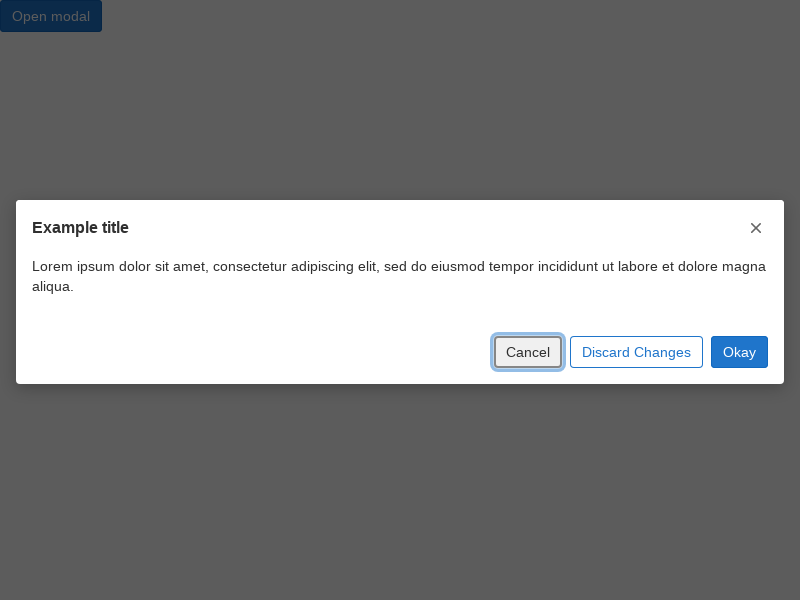 Open modal
Example title
Lorem ipsum dolor sit amet, consectetur adipiscing elit, sed do eiusmod tempor incididunt ut labore et dolore magna
aliqua.
Cancel Discard Changes Okay